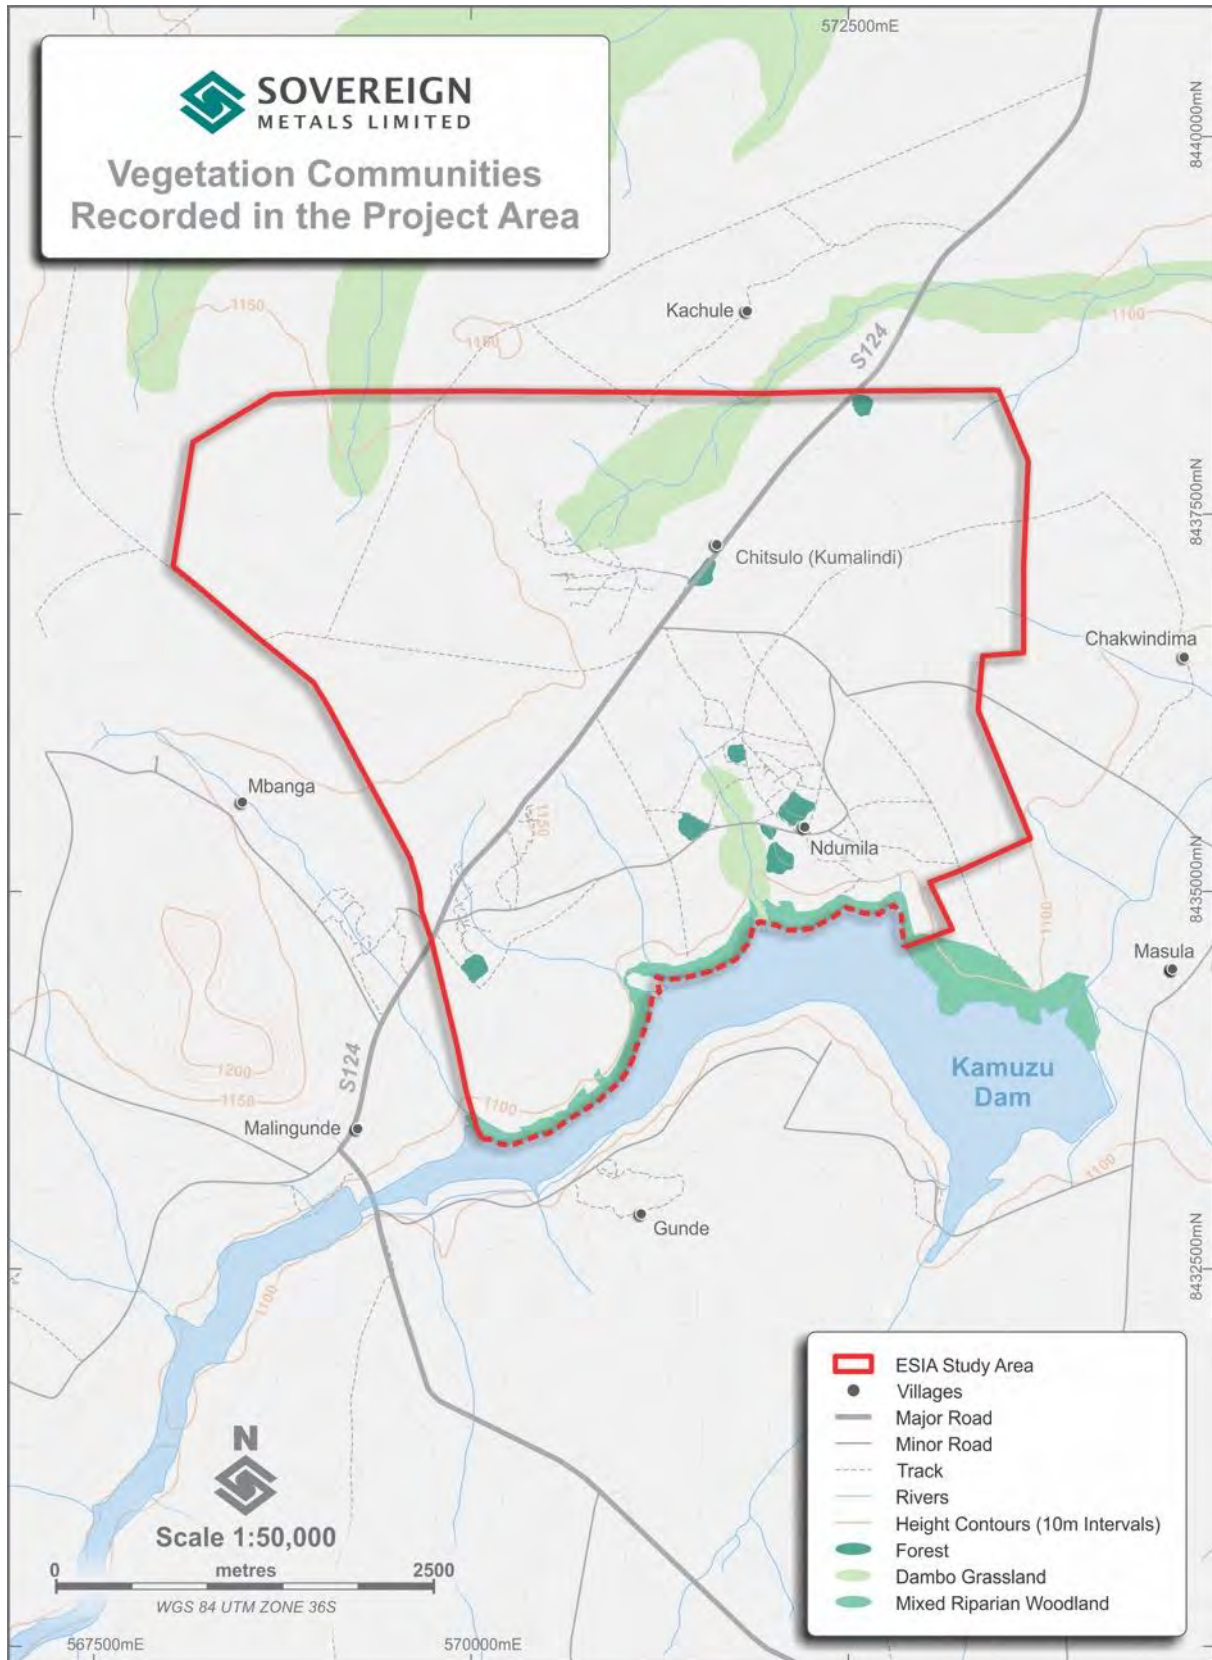 572500mE
SOVEREIGN
METALS LIMITED
Vegetation Communities
Recorded in the Project Area
8440000mN
1150
Kachule
1100
1150
S124
8437500mN
Chitsulo (Kumalindi)
Chakwindima
Mbanga
1150
Ndumila
8435000mN
1100
Masula
1200
1150
S124
1100
Kamuzu
Dam
Malingunde
1100
Gunde
8432500mN
1100
N
Scale 1:50,000
0 metres 2500
WGS 84 UTM ZONE 36S
ESIA Study Area
Villages
Major Road
Minor Road
Track
Rivers
Height Contours (10m Intervals)
Forest
Dambo Grassland
Mixed Riparian Woodland
567500mE
570000mE